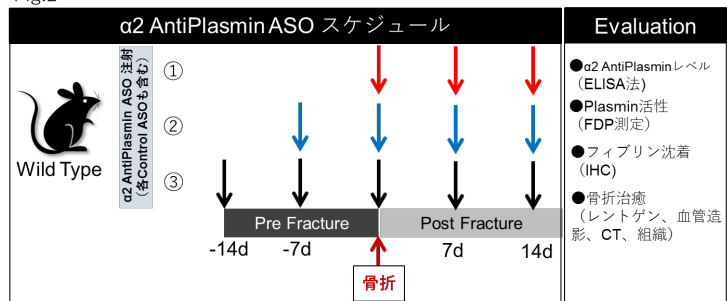 α2 AntiPlasmin ASO スケジュール
Evaluation
α2 AntiPlasmin ASO 注射
（各Control ASOも含む）
①
②
③
Wild Type
Pre Fracture
Post Fracture
-14d
-7d
7d
14d
骨折
●α2 AntiPlasminレベル
（ELISA法)
●Plasmin活性
（FDP測定）
●フィブリン沈着
（IHC)
●骨折治癒
（レントゲン、血管造
影、CT、組織）